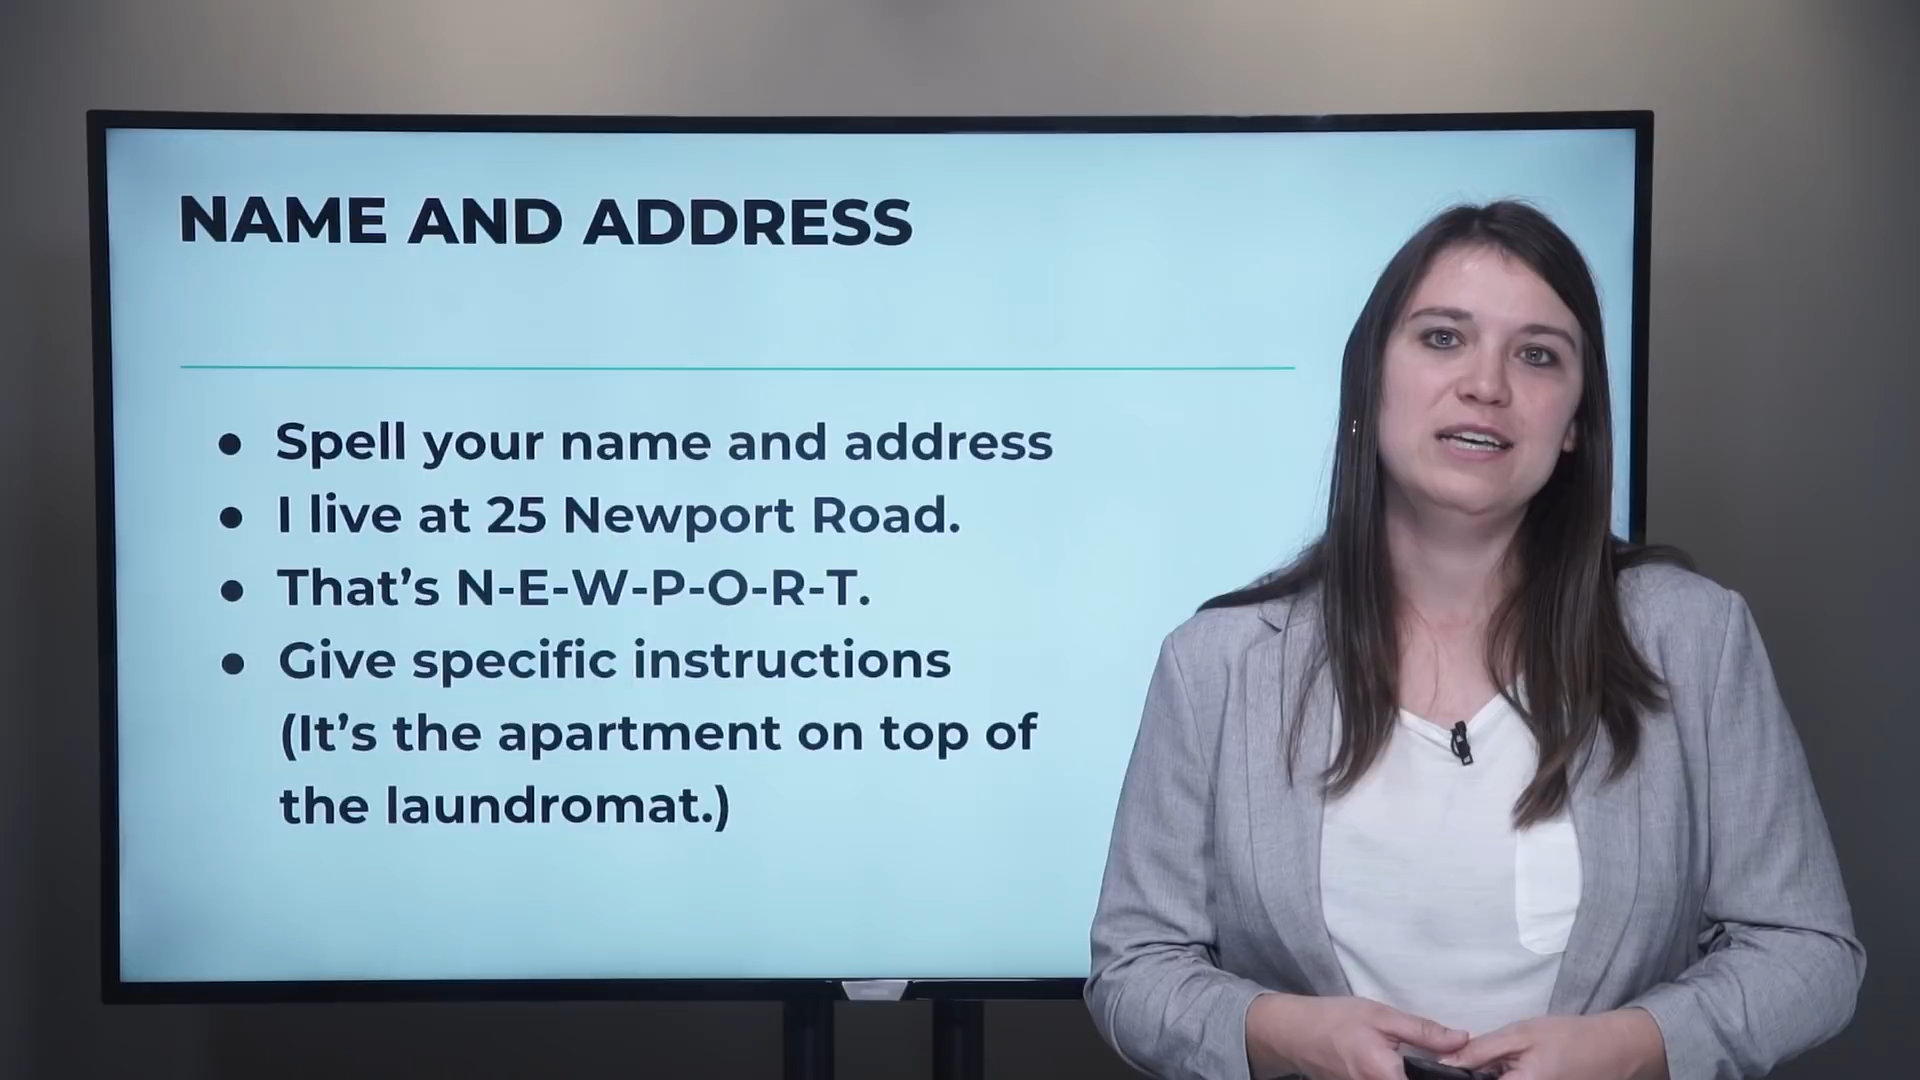 NAME AND ADDRESS
● Spell your name and address
● I live at 25 Newport Road.
● That’s N-E-W-P-O-R-T.
● Give specific instructions
(It’s the apartment on top of
the laundromat.)